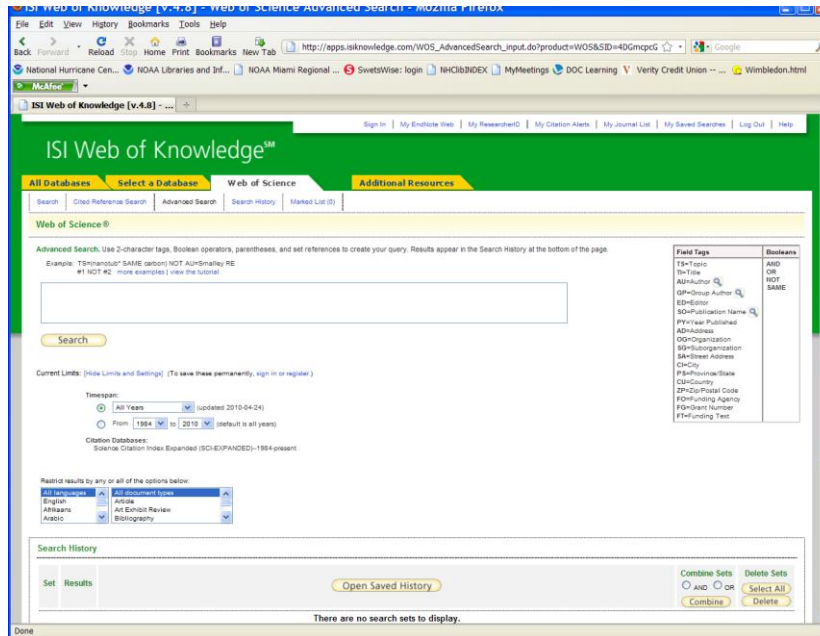 ISI Web of Knowledge [v.4.8] - Web of Science Advanced Search - Mozilla Firefox
File Edit View History Bookmarks Tools Help
Back Forward Reload Stop Home Print Bookmarks New Tab http://apps.isiknowledge.com/WOS_AdvancedSearch_input.do?product=WOS&SID=4DGmcpcG Google
National Hurricane Cen... NOAA Libraries and Inf... NOAA Miami Regional ... SwetsWise: login NHClibINDEX MyMeetings DOC Learning Verity Credit Union -- ... Wimbledon.html
McAfee
ISI Web of Knowledge [v.4.8] - ...
Sign In | My EndNote Web | My ResearcherID | My Citation Alerts | My Journal List | My Saved Searches | Log Out | Help
ISI Web of Knowledge℠
All Databases Select a Database Web of Science Additional Resources
Search Cited Reference Search Advanced Search Search History Marked List (0)
Web of Science®
Advanced Search. Use 2-character tags, Boolean operators, parentheses, and set references to create your query. Results appear in the Search History at the bottom of the page.
Example: TS=(nanotub* SAME carbon) NOT AU=Smalley RE
#1 NOT #2 more examples | view the tutorial
Search
Current Limits: [Hide Limits and Settings] (To save these permanently, sign in or register.)
Timespan:
All Years (updated 2010-04-24)
From 1984 to 2010 (default is all years)
Citation Databases:
Science Citation Index Expanded (SCI-EXPANDED)--1984-present
Restrict results by any or all of the options below:
All languages All document types
English Article
Afrikaans Art Exhibit Review
Arabic Bibliography
Field Tags Booleans
TS=Topic AND
TI=Title OR
AU=Author NOT
GP=Group Author SAME
ED=Editor
SO=Publication Name
PY=Year Published
AD=Address
OG=Organization
SG=Suborganization
SA=Street Address
CI=City
PS=Province/State
CU=Country
ZP=Zip/Postal Code
FO=Funding Agency
FG=Grant Number
FT=Funding Text
Search History
Set Results Open Saved History Combine Sets Delete Sets
AND OR Select All
Combine Delete
There are no search sets to display.
Done